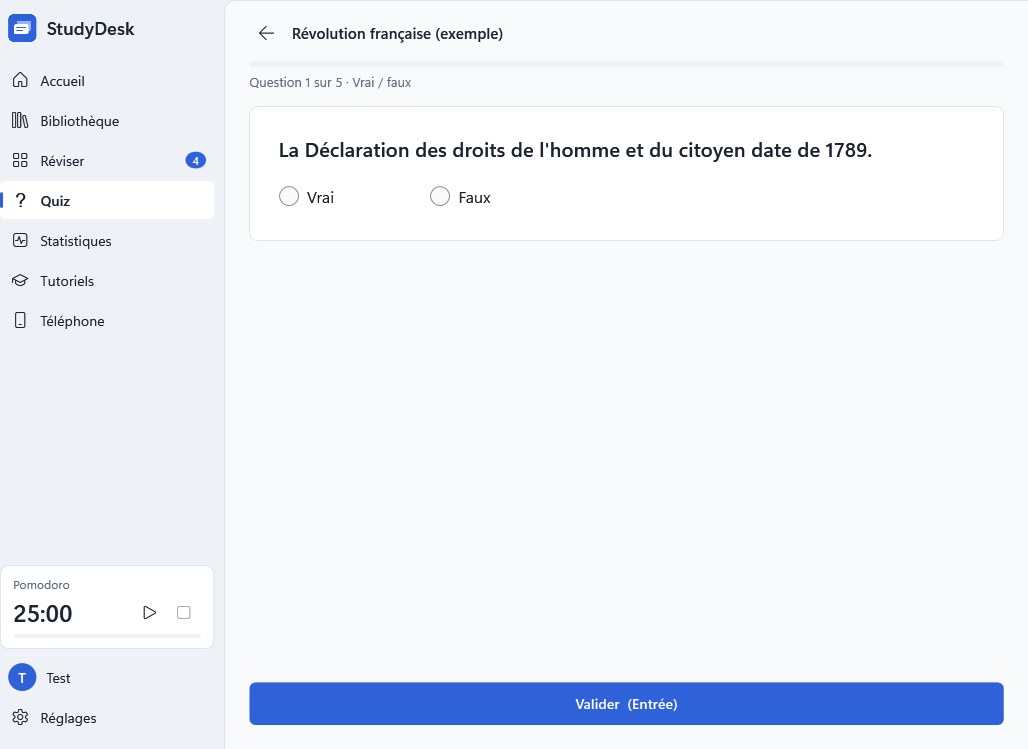 StudyDesk
Accueil
Bibliothèque
Réviser 4
Quiz
Statistiques
Tutoriels
Téléphone
Pomodoro
25:00
T Test
Réglages
Révolution française (exemple)
Question 1 sur 5 · Vrai / faux
La Déclaration des droits de l'homme et du citoyen date de 1789.
Vrai Faux
Valider (Entrée)